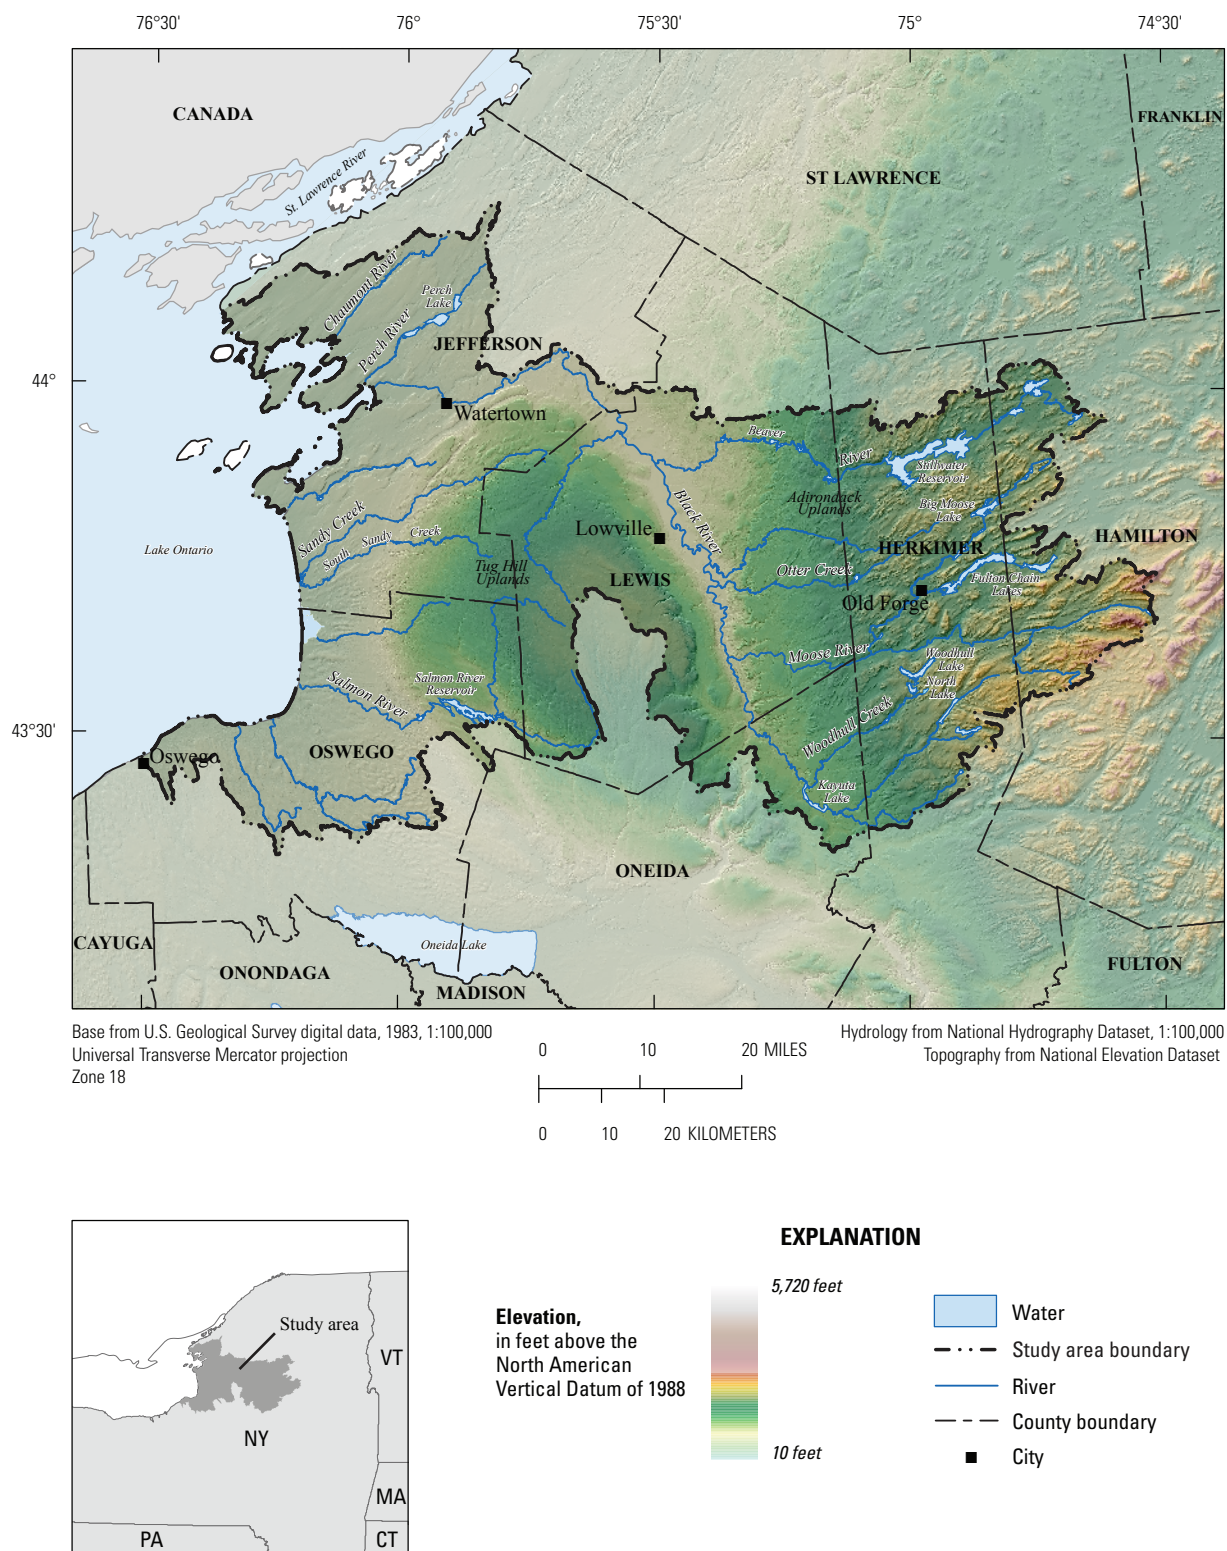 76°30'
76°
75°30'
75°
74°30'
CANADA
FRANKLIN
St. Lawrence River
ST LAWRENCE
Chaumont River
Perch
Lake
Perch River
JEFFERSON
44°
Watertown
Beaver
River
Stillwater
Reservoir
Adirondack
Uplands
Black River
Big Moose
Lake
Sandy Creek
South Sandy Creek
Lake Ontario
Lowville
HERKIMER
HAMILTON
Tug Hill
Uplands
LEWIS
Otter Creek
Fulton Chain
Lakes
Old Forge
Moose River
Woodhull
Lake
North
Lake
Salmon River
Salmon River
Reservoir
Woodhull Creek
43°30'
Oswego
OSWEGO
Kayuta
Lake
ONEIDA
CAYUGA
Oneida Lake
ONONDAGA
MADISON
FULTON
Base from U.S. Geological Survey digital data, 1983, 1:100,000
Universal Transverse Mercator projection
Zone 18
Hydrology from National Hydrography Dataset, 1:100,000
Topography from National Elevation Dataset
0 10 20 MILES
0 10 20 KILOMETERS
Study area
VT
NY
MA
PA
CT
EXPLANATION
Elevation,
in feet above the
North American
Vertical Datum of 1988
5,720 feet
10 feet
Water
Study area boundary
River
County boundary
City